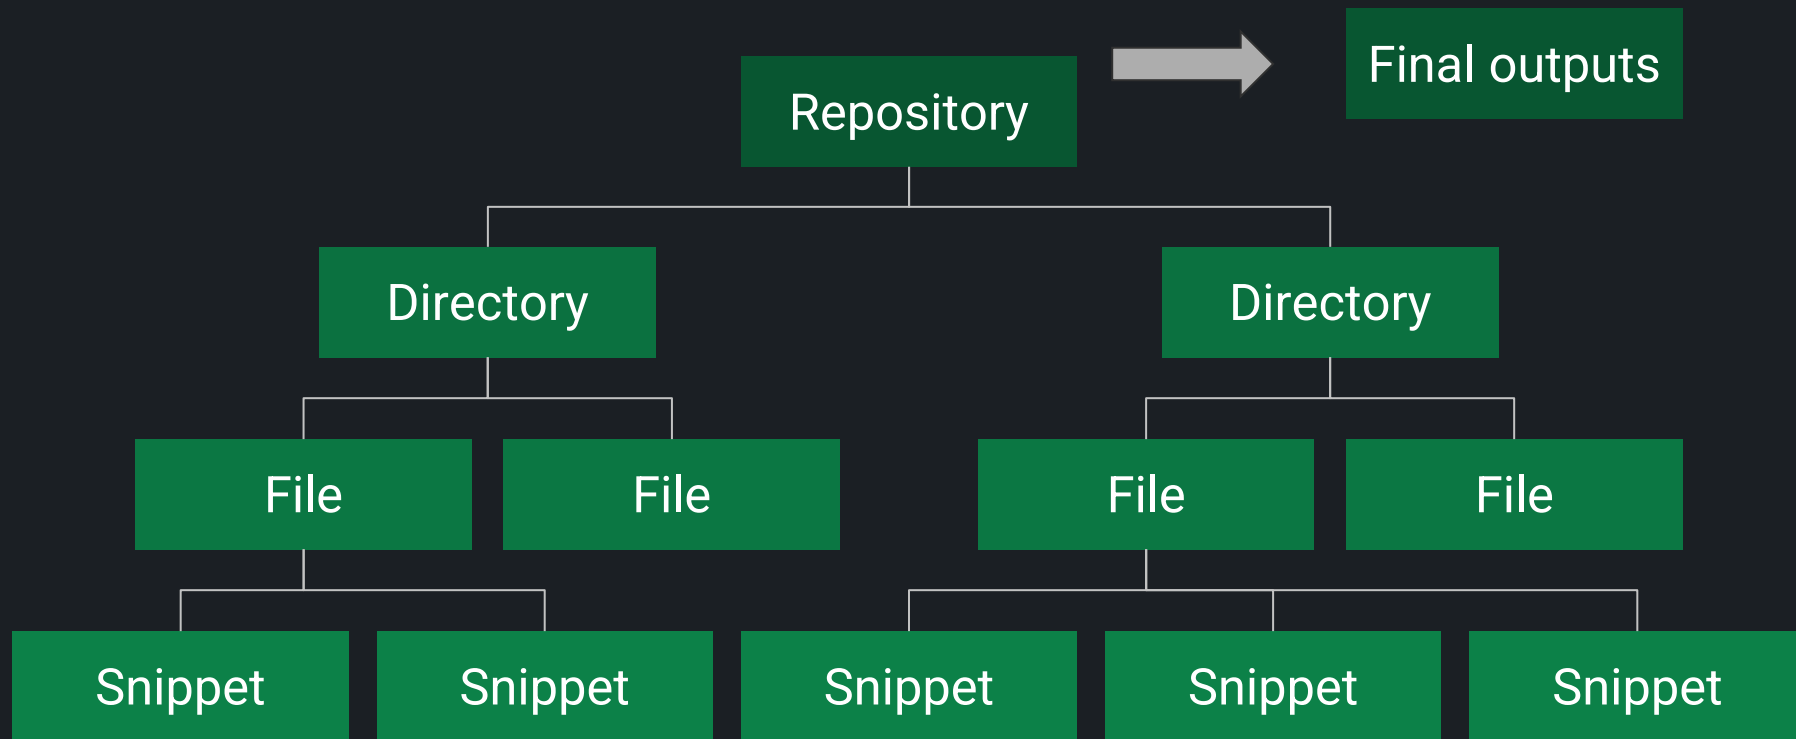 Final outputs
Repository
Directory
Directory
File
File
File
File
Snippet
Snippet
Snippet
Snippet
Snippet